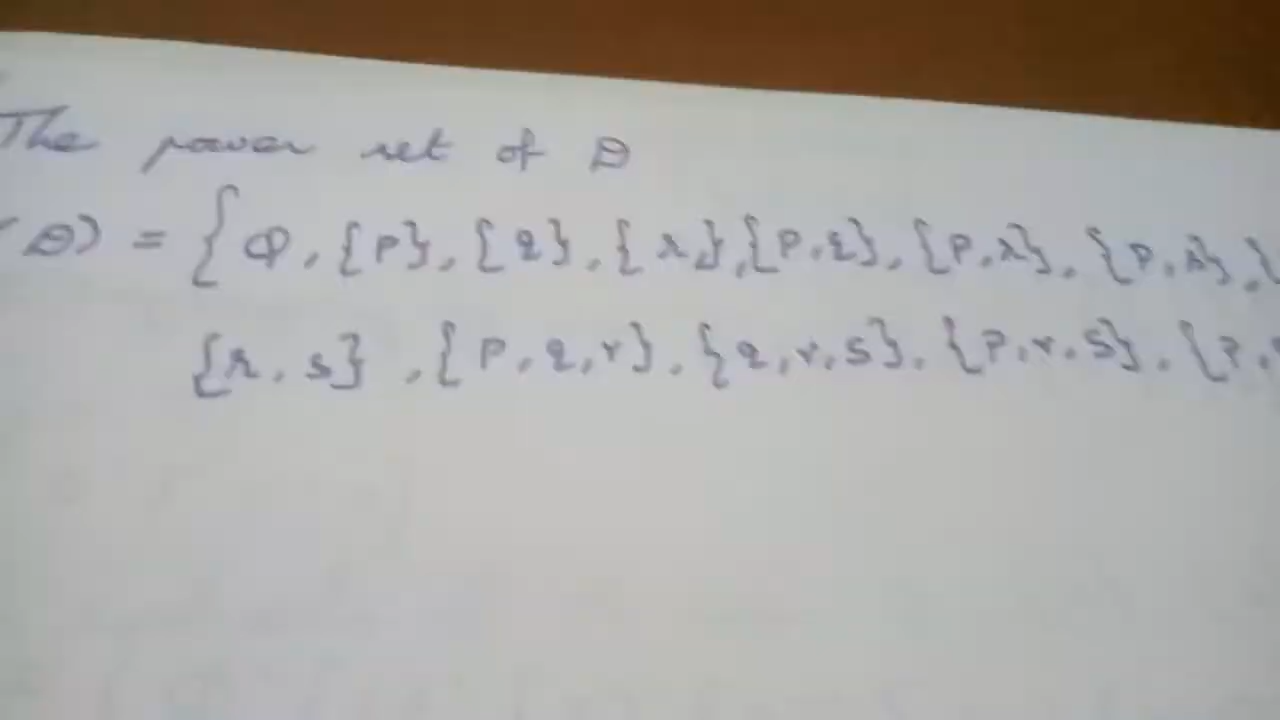 The power set of D
D) = { Φ, {p}, {q}, {r}, {p,q}, {p,r}, {p,s}, {
{r,s}, {p,q,r}, {q,r,s}, {p,r,s}, {p,